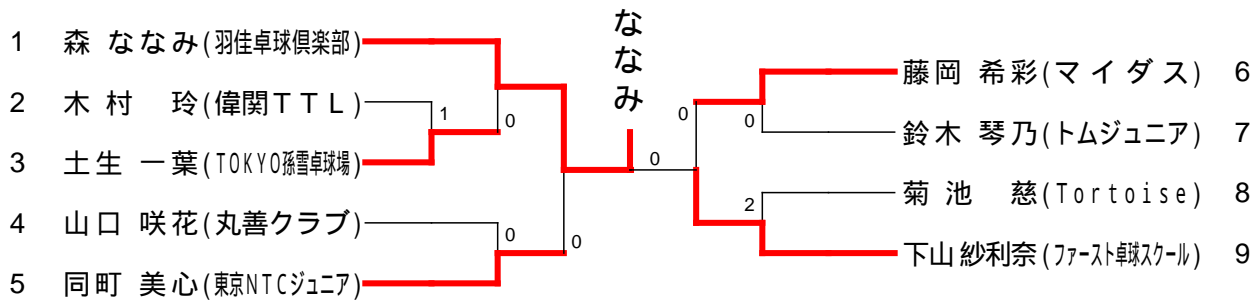 1 森 ななみ(羽佳卓球倶楽部)
2 木村 玲(偉関TTL)
3 土生 一葉(TOKYO孫雪卓球場)
4 山口 咲花(丸善クラブ)
5 同町 美心(東京NTCジュニア)
1
0
0
0
ななみ
0
0
0
2
藤岡 希彩(マイダス) 6
鈴木 琴乃(トムジュニア) 7
菊池 慈(Tortoise) 8
下山 紗利奈(ファースト卓球スクール) 9